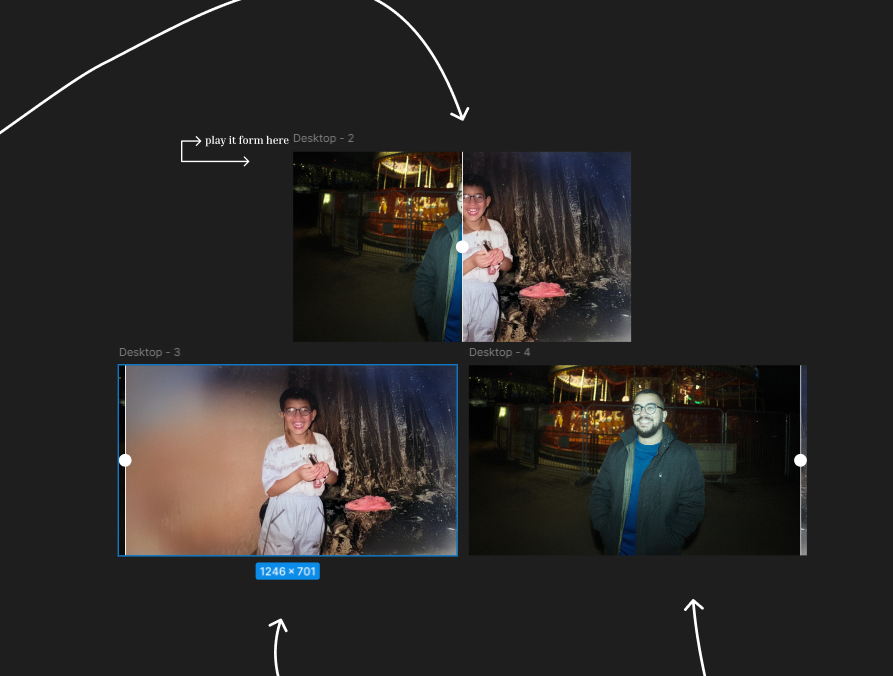 play it form here
Desktop - 2
Desktop - 3
Desktop - 4
1246 × 701